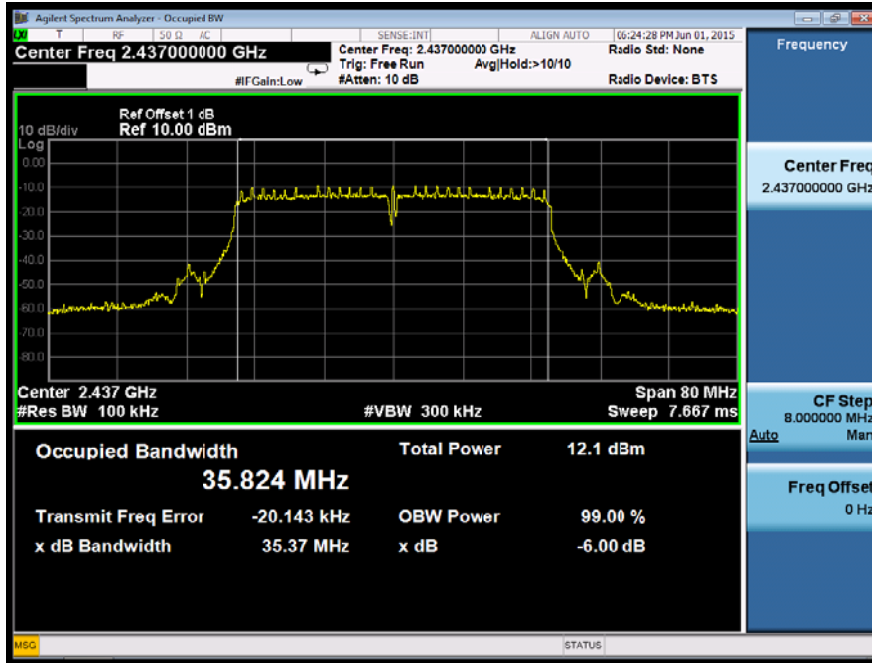 Agilent Spectrum Analyzer - Occupiel BW
T RF 50 Ω AC SENSE:INT ALIGN AUTO 06:24:28 PM Jun 01, 2015
Center Freq 2.437000000 GHz
Center Freq: 2.437000000 GHz
Radio Std: None
Trig: Free Run Avg|Hold:>10/10
#IFGain:Low
#Atten: 10 dB
Radio Device: BTS
Frequency
Ref Offset 1 dB
10 dB/div Ref 10.00 dBm
Log
0.00
-10.0
-20.0
-30.0
-40.0
-50.0
-60.0
-70.0
-80.0
Center Freq
2.437000000 GHz
Center 2.437 GHz
Span 80 MHz
#Res BW 100 kHz
#VBW 300 kHz
Sweep 7.667 ms
CF Step
8.000000 MHz
Auto Man
Occupied Bandwidth
35.824 MHz
Total Power 12.1 dBm
Transmit Freq Error -20.143 kHz
OBW Power 99.00 %
x dB Bandwidth 35.37 MHz
x dB -6.00 dB
Freq Offset
0 Hz
MSG
STATUS